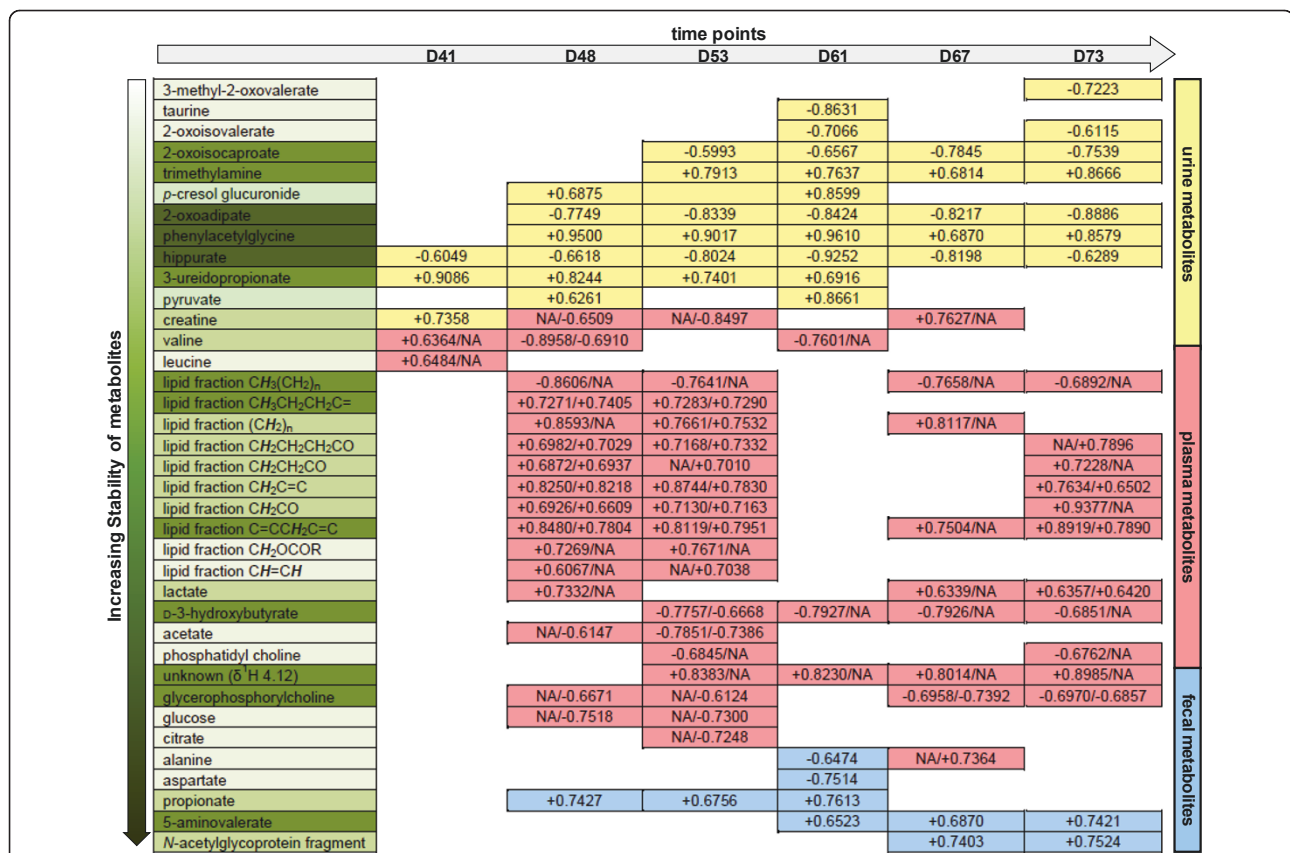 time points
D41 D48 D53 D61 D67 D73
3-methyl-2-oxovalerate -0.7223
taurine -0.8631
2-oxoisovalerate -0.7066 -0.6115
2-oxoisocaproate -0.5993 -0.6567 -0.7845 -0.7539
trimethylamine +0.7913 +0.7637 +0.6814 +0.8666
p-cresol glucuronide +0.6875 +0.8599
2-oxoadipate -0.7749 -0.8339 -0.8424 -0.8217 -0.8886
phenylacetylglycine +0.9500 +0.9017 +0.9610 +0.6870 +0.8579
hippurate -0.6049 -0.6618 -0.8024 -0.9252 -0.8198 -0.6289
3-ureidopropionate +0.9086 +0.8244 +0.7401 +0.6916
pyruvate +0.6261 +0.8661
creatine +0.7358 NA/-0.6509 NA/-0.8497 +0.7627/NA
valine +0.6364/NA -0.8958/-0.6910 -0.7601/NA
leucine +0.6484/NA
lipid fraction CH₃(CH₂)ₙ -0.8606/NA -0.7641/NA -0.7658/NA -0.6892/NA
lipid fraction CH₃CH₂CH₂C= +0.7271/+0.7405 +0.7283/+0.7290
lipid fraction (CH₂)ₙ +0.8593/NA +0.7661/+0.7532 +0.8117/NA
lipid fraction CH₂CH₂CH₂CO +0.6982/+0.7029 +0.7168/+0.7332 NA/+0.7896
lipid fraction CH₂CH₂CO +0.6872/+0.6937 NA/+0.7010 +0.7228/NA
lipid fraction CH₂C=C +0.8250/+0.8218 +0.8744/+0.7830 +0.7634/+0.6502
lipid fraction CH₂CO +0.6926/+0.6609 +0.7130/+0.7163 +0.9377/NA
lipid fraction C=CCH₂C=C +0.8480/+0.7804 +0.8119/+0.7951 +0.7504/NA +0.8919/+0.7890
lipid fraction CH₂OCOR +0.7269/NA +0.7671/NA
lipid fraction CH=CH +0.6067/NA NA/+0.7038
lactate +0.7332/NA +0.6339/NA +0.6357/+0.6420
D-3-hydroxybutyrate -0.7757/-0.6668 -0.7927/NA -0.7926/NA -0.6851/NA
acetate NA/-0.6147 -0.7851/-0.7386
phosphatidyl choline -0.6845/NA -0.6762/NA
unknown (δ¹H 4.12) +0.8383/NA +0.8230/NA +0.8014/NA +0.8985/NA
glycerophosphorylcholine NA/-0.6671 NA/-0.6124 -0.6958/-0.7392 -0.6970/-0.6857
glucose NA/-0.7518 NA/-0.7300
citrate NA/-0.7248
alanine -0.6474 NA/+0.7364
aspartate -0.7514
propionate +0.7427 +0.6756 +0.7613
5-aminovalerate +0.6523 +0.6870 +0.7421
N-acetylglycoprotein fragment +0.7403 +0.7524
Increasing Stability of metabolites
urine metabolites
plasma metabolites
fecal metabolites